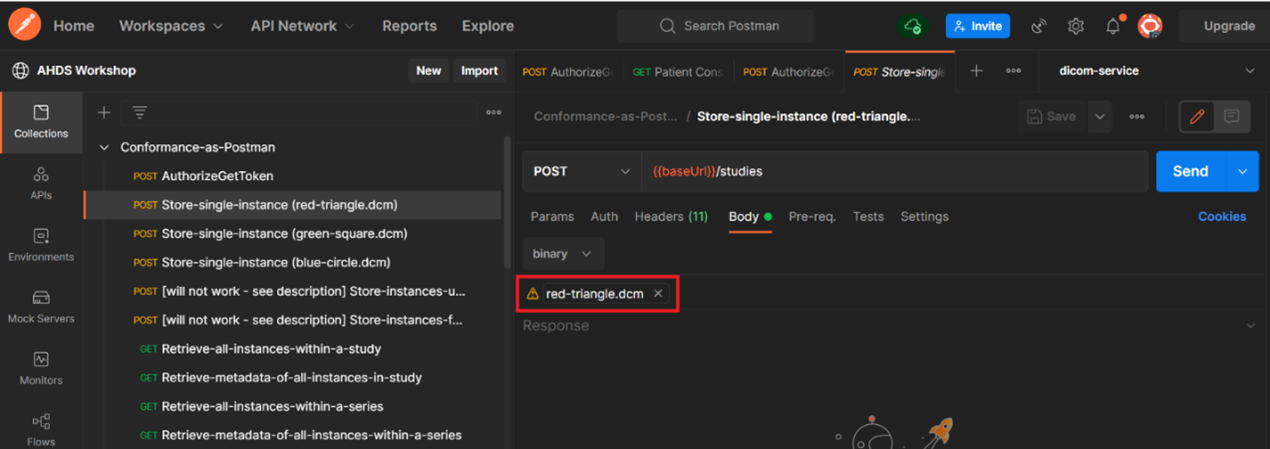 Home Workspaces API Network Reports Explore Search Postman Invite Upgrade
AHDS Workshop New Import
POST AuthorizeG GET Patient Cons POST AuthorizeG POST Store-single dicom-service
Collections
APIs
Environments
Mock Servers
Monitors
Flows
Conformance-as-Postman
POST AuthorizeGetToken
POST Store-single-instance (red-triangle.dcm)
POST Store-single-instance (green-square.dcm)
POST Store-single-instance (blue-circle.dcm)
POST [will not work - see description] Store-instances-u...
POST [will not work - see description] Store-instances-f...
GET Retrieve-all-instances-within-a-study
GET Retrieve-metadata-of-all-instances-in-study
GET Retrieve-all-instances-within-a-series
GET Retrieve-metadata-of-all-instances-within-a-series
Conformance-as-Post... / Store-single-instance (red-triangle.... Save
POST {{baseUrl}}/studies Send
Params Auth Headers (11) Body Pre-req. Tests Settings Cookies
binary
red-triangle.dcm
Response